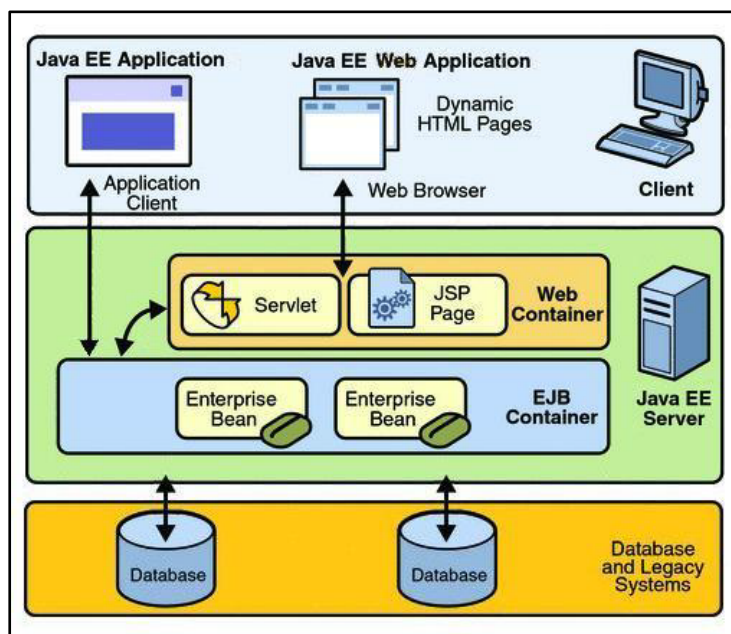 Java EE Application
Java EE Web Application
Dynamic
HTML Pages
Application
Client
Web Browser
Client
Servlet
JSP
Page
Web
Container
Enterprise
Bean
Enterprise
Bean
EJB
Container
Java EE
Server
Database
Database
Database
and Legacy
Systems